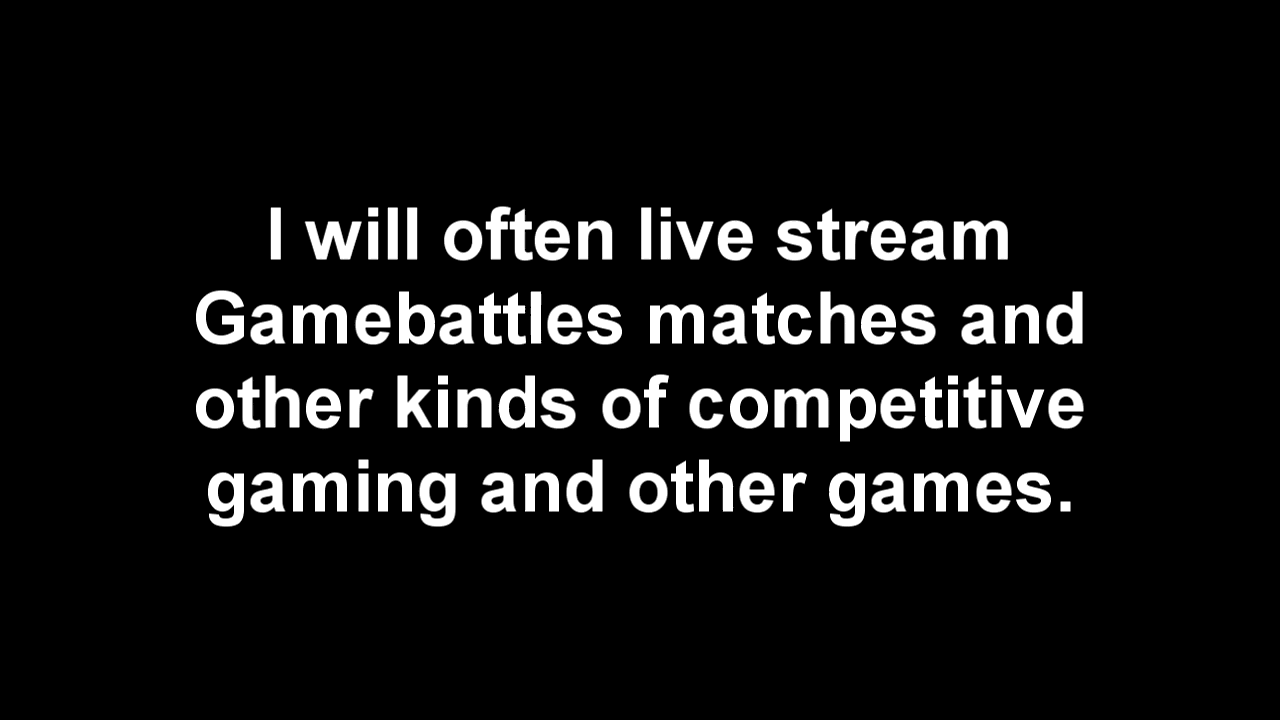 I will often live stream
Gamebattles matches and
other kinds of competitive
gaming and other games.